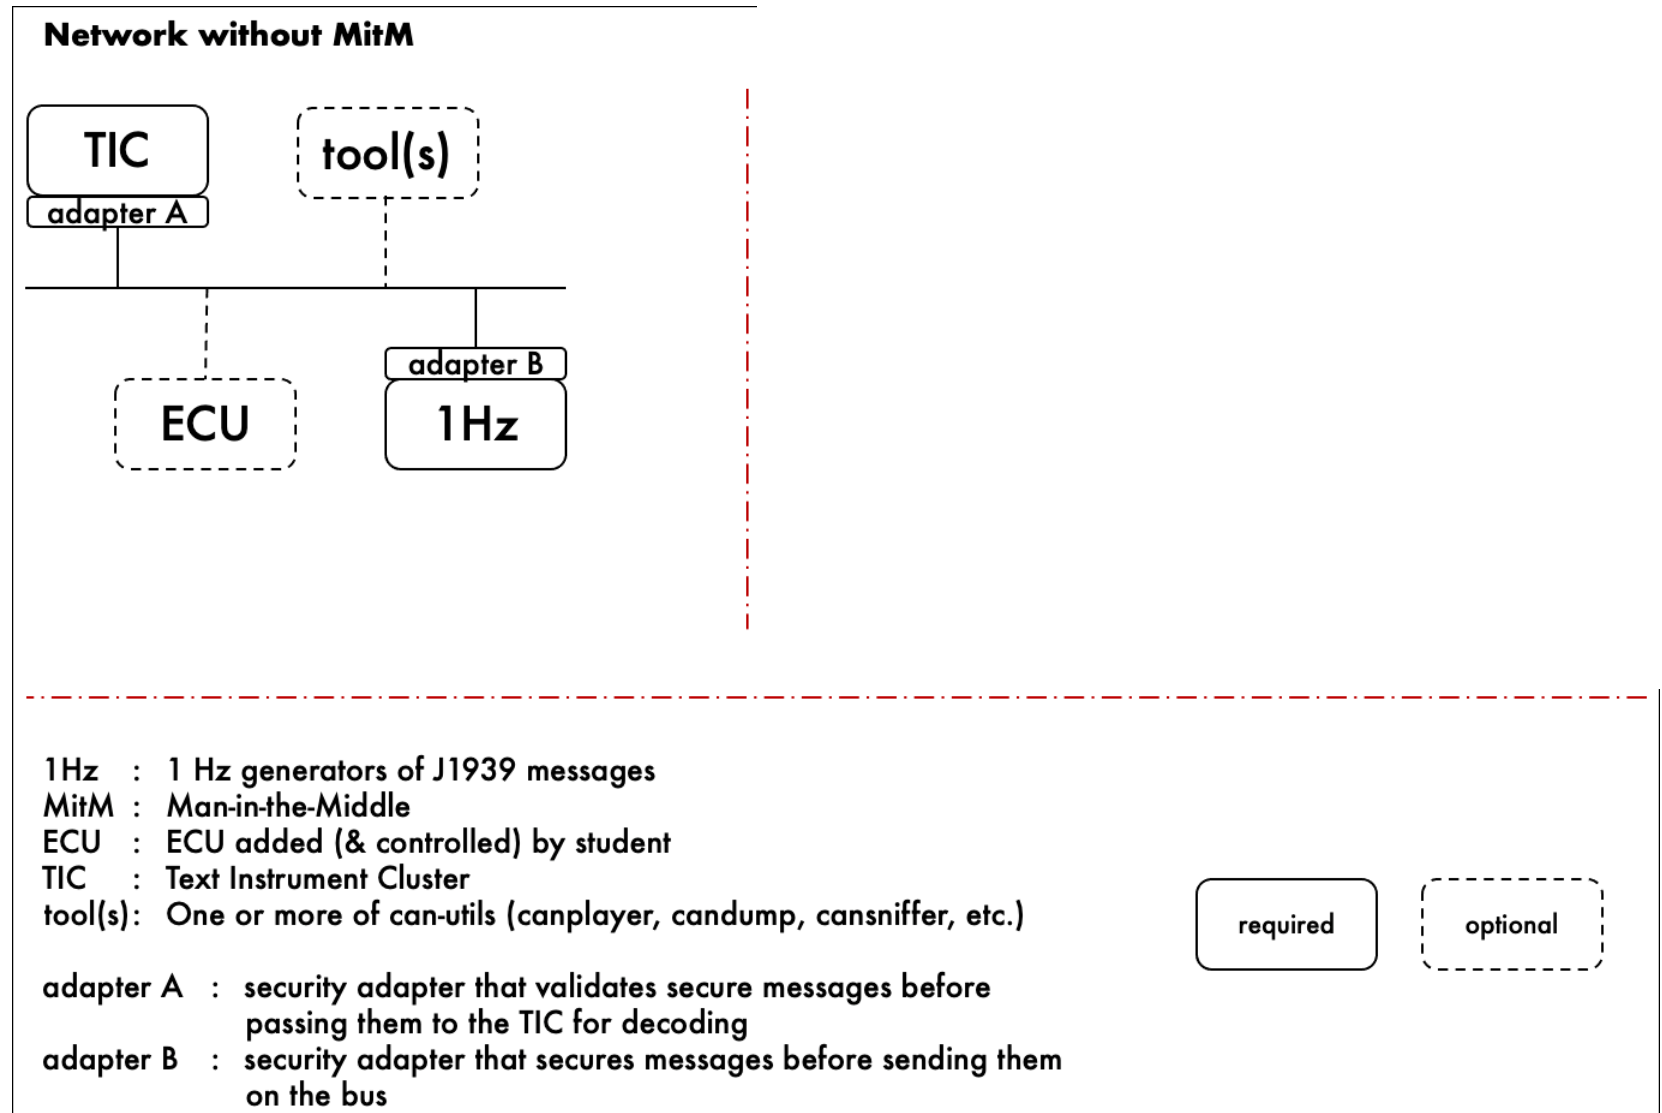 Network without MitM
TIC
tool(s)
adapter A
adapter B
ECU
1Hz
1Hz : 1 Hz generators of J1939 messages
MitM : Man-in-the-Middle
ECU : ECU added (& controlled) by student
TIC : Text Instrument Cluster
tool(s): One or more of can-utils (canplayer, candump, cansniffer, etc.)
required
optional
adapter A : security adapter that validates secure messages before
passing them to the TIC for decoding
adapter B : security adapter that secures messages before sending them
on the bus